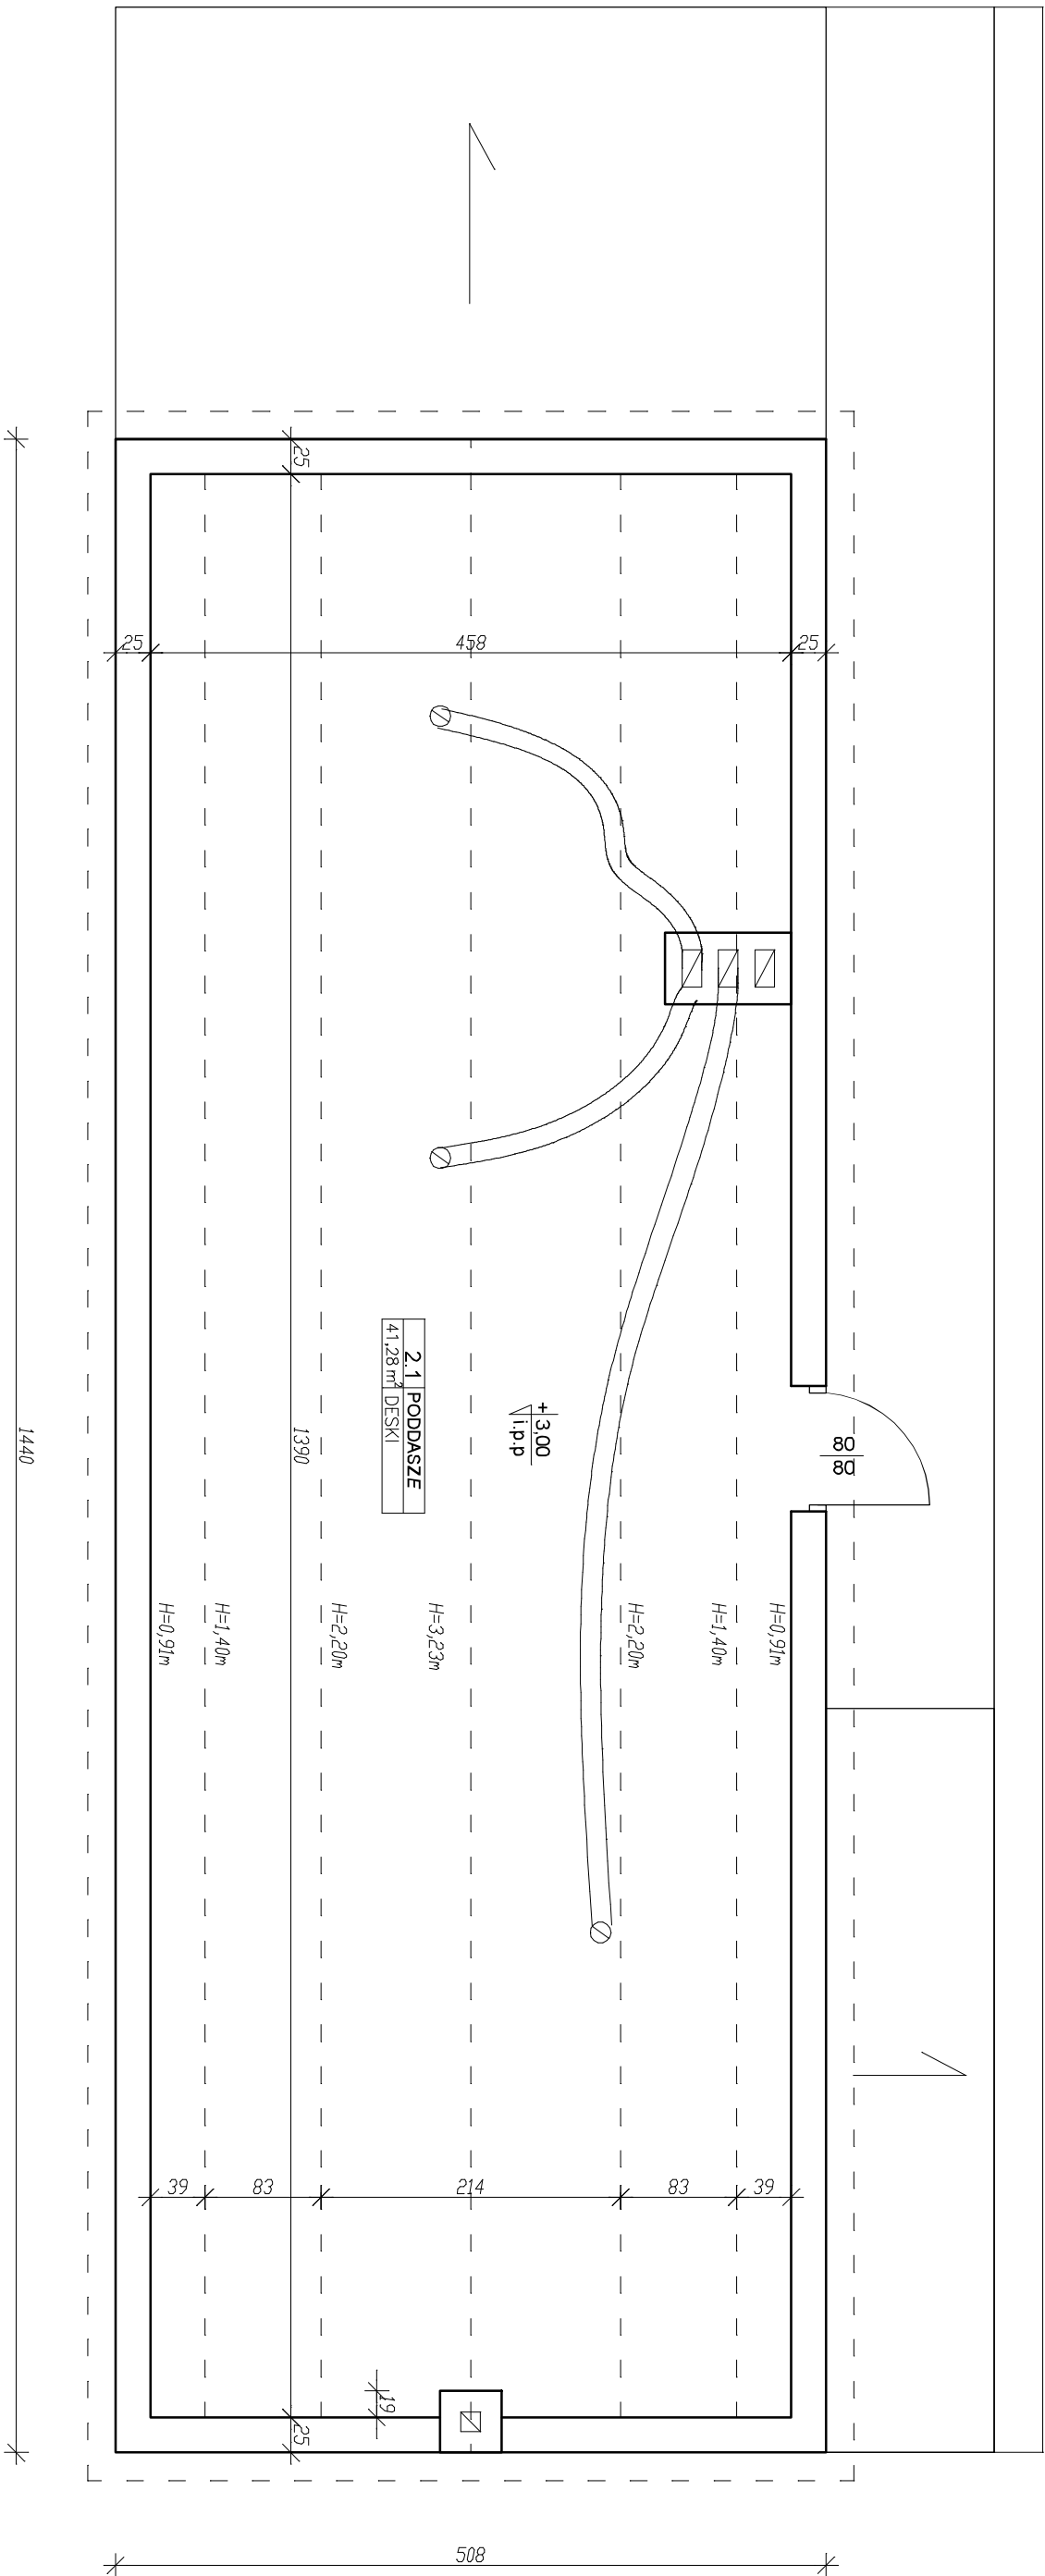 25
25
458
25
80
80
+3,00
i.p.p
2.1 PODDASZE
41,28 m² DESKI
1390
1440
H=0,91m
H=1,40m
H=2,20m
H=3,23m
H=2,20m
H=1,40m
H=0,91m
39
83
214
83
39
19
25
508